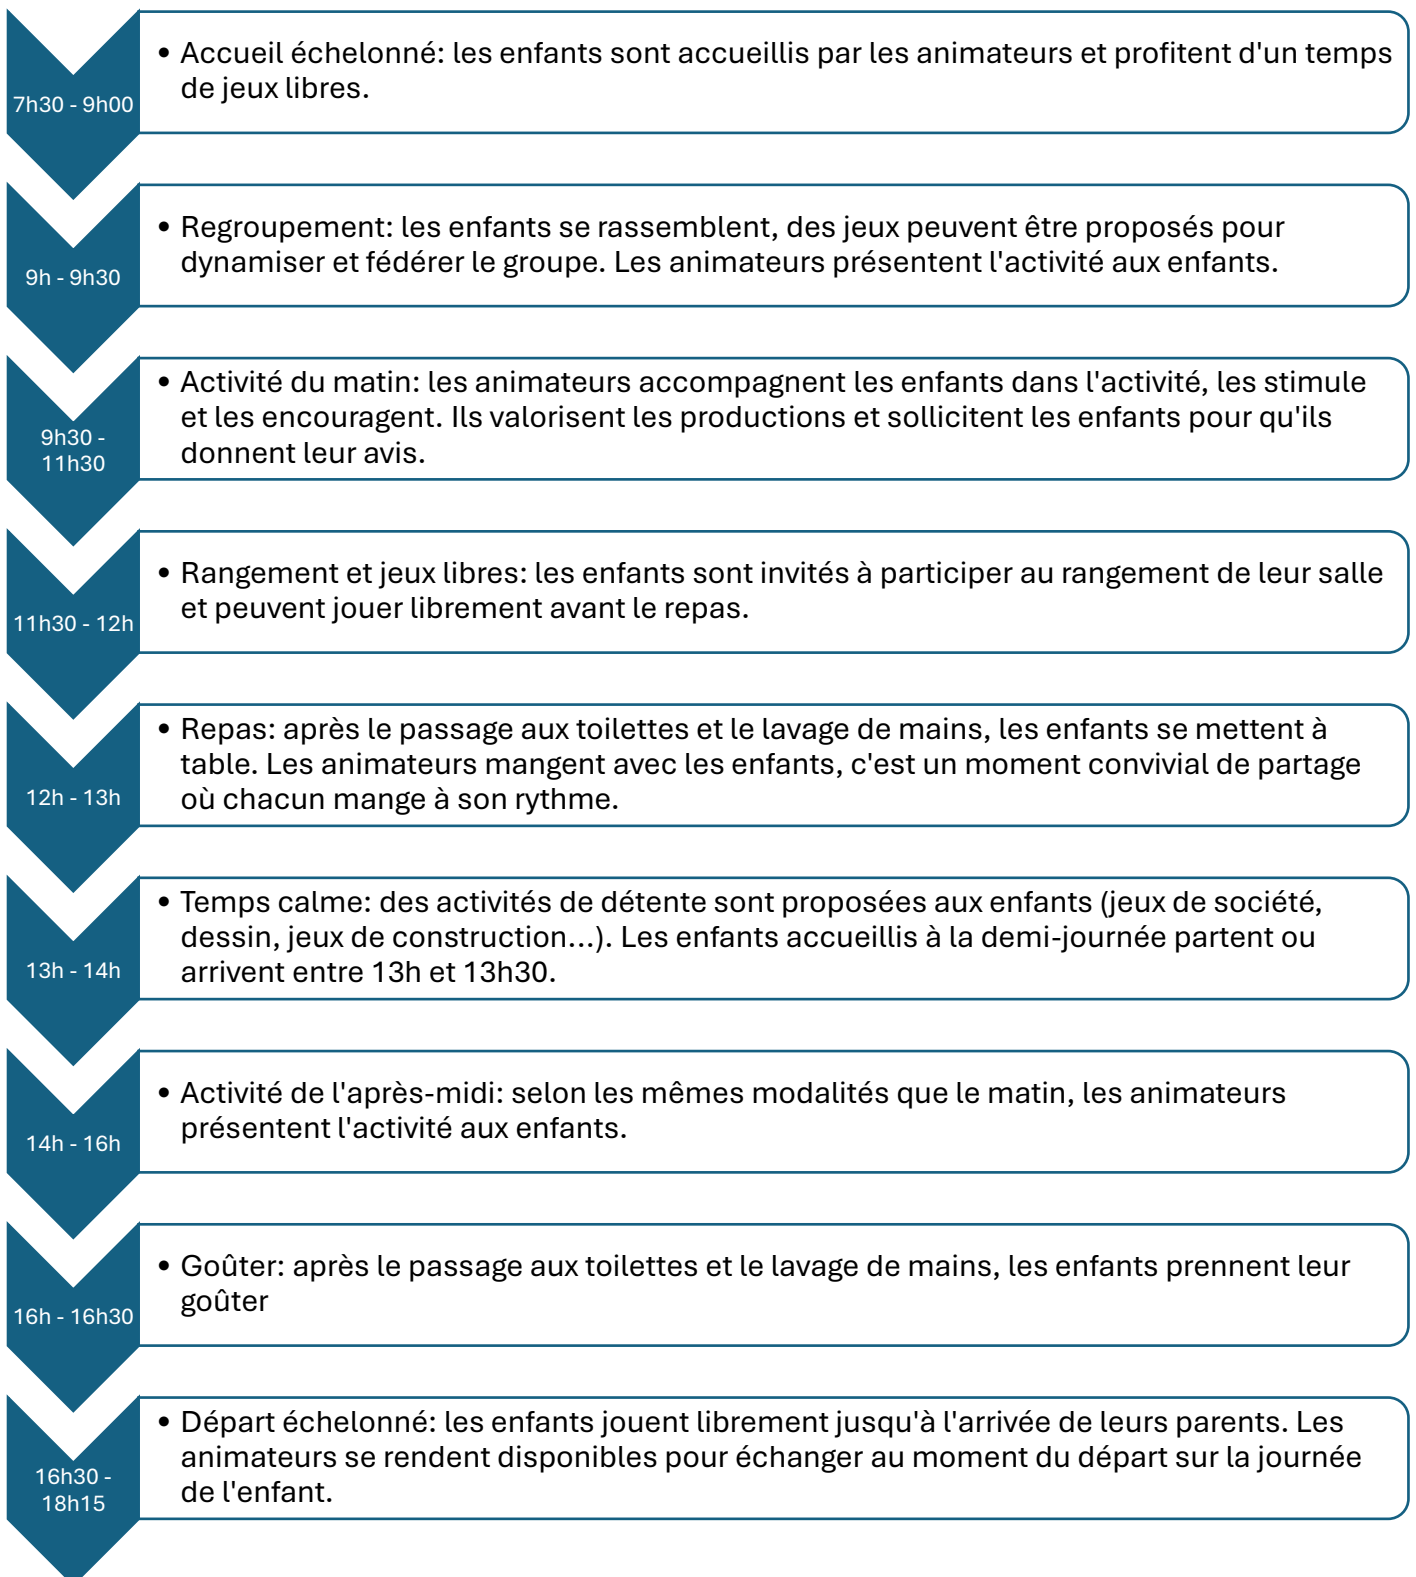 7h30 - 9h00
• Accueil échelonné: les enfants sont accueillis par les animateurs et profitent d'un temps
de jeux libres.
9h - 9h30
• Regroupement: les enfants se rassemblent, des jeux peuvent être proposés pour
dynamiser et fédérer le groupe. Les animateurs présentent l'activité aux enfants.
9h30 -
11h30
• Activité du matin: les animateurs accompagnent les enfants dans l'activité, les stimule
et les encouragent. Ils valorisent les productions et sollicitent les enfants pour qu'ils
donnent leur avis.
11h30 - 12h
• Rangement et jeux libres: les enfants sont invités à participer au rangement de leur salle
et peuvent jouer librement avant le repas.
12h - 13h
• Repas: après le passage aux toilettes et le lavage de mains, les enfants se mettent à
table. Les animateurs mangent avec les enfants, c'est un moment convivial de partage
où chacun mange à son rythme.
13h - 14h
• Temps calme: des activités de détente sont proposées aux enfants (jeux de société,
dessin, jeux de construction...). Les enfants accueillis à la demi-journée partent ou
arrivent entre 13h et 13h30.
14h - 16h
• Activité de l'après-midi: selon les mêmes modalités que le matin, les animateurs
présentent l'activité aux enfants.
16h - 16h30
• Goûter: après le passage aux toilettes et le lavage de mains, les enfants prennent leur
goûter
16h30 -
18h15
• Départ échelonné: les enfants jouent librement jusqu'à l'arrivée de leurs parents. Les
animateurs se rendent disponibles pour échanger au moment du départ sur la journée
de l'enfant.